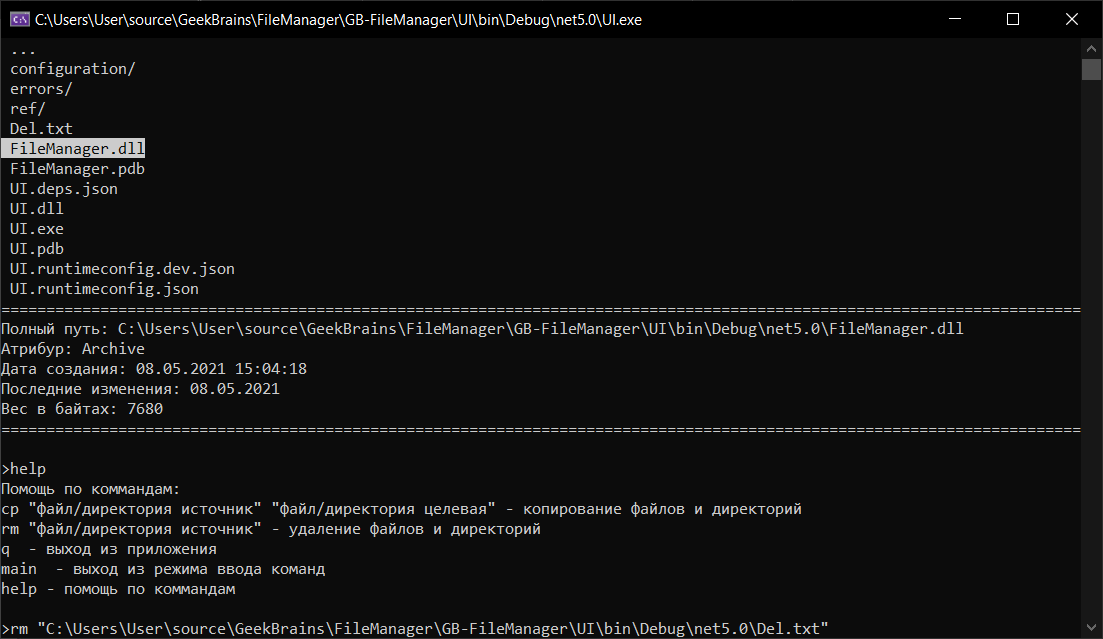 C:\Users\User\source\GeekBrains\FileManager\GB-FileManager\UI\bin\Debug\net5.0\UI.exe
...
configuration/
errors/
ref/
Del.txt
FileManager.dll
FileManager.pdb
UI.deps.json
UI.dll
UI.exe
UI.pdb
UI.runtimeconfig.dev.json
UI.runtimeconfig.json
========================================================================================================================
Полный путь: C:\Users\User\source\GeekBrains\FileManager\GB-FileManager\UI\bin\Debug\net5.0\FileManager.dll
Атрибур: Archive
Дата создания: 08.05.2021 15:04:18
Последние изменения: 08.05.2021
Вес в байтах: 7680
========================================================================================================================
>help
Помощь по коммандам:
cp "файл/директория источник" "файл/директория целевая" - копирование файлов и директорий
rm "файл/директория источник" - удаление файлов и директорий
q  - выход из приложения
main  - выход из режима ввода команд
help - помощь по коммандам
>rm "C:\Users\User\source\GeekBrains\FileManager\GB-FileManager\UI\bin\Debug\net5.0\Del.txt"